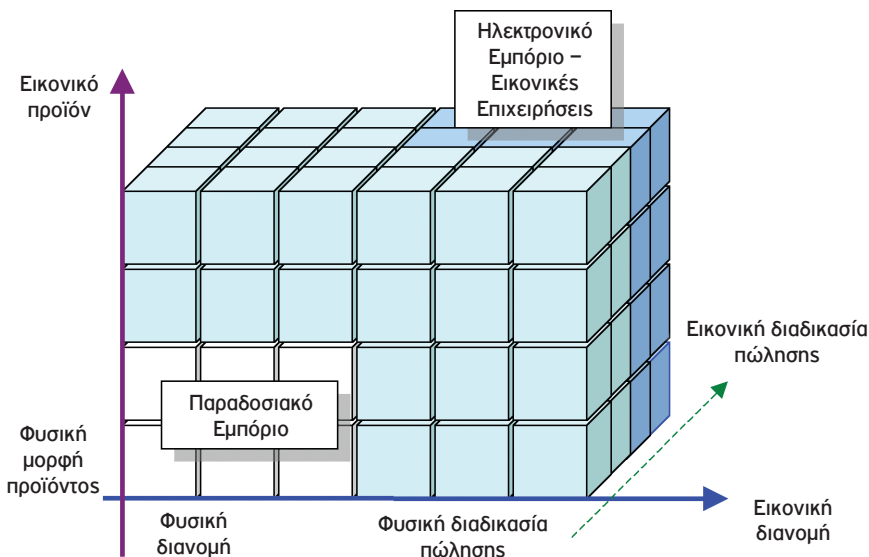 Ηλεκτρονικό
Εμπόριο –
Εικονικές
Επιχειρήσεις
Εικονικό
προϊόν
Εικονική διαδικασία
πώλησης
Παραδοσιακό
Εμπόριο
Φυσική
μορφή
προϊόντος
Φυσική
διανομή
Φυσική διαδικασία
πώλησης
Εικονική
διανομή